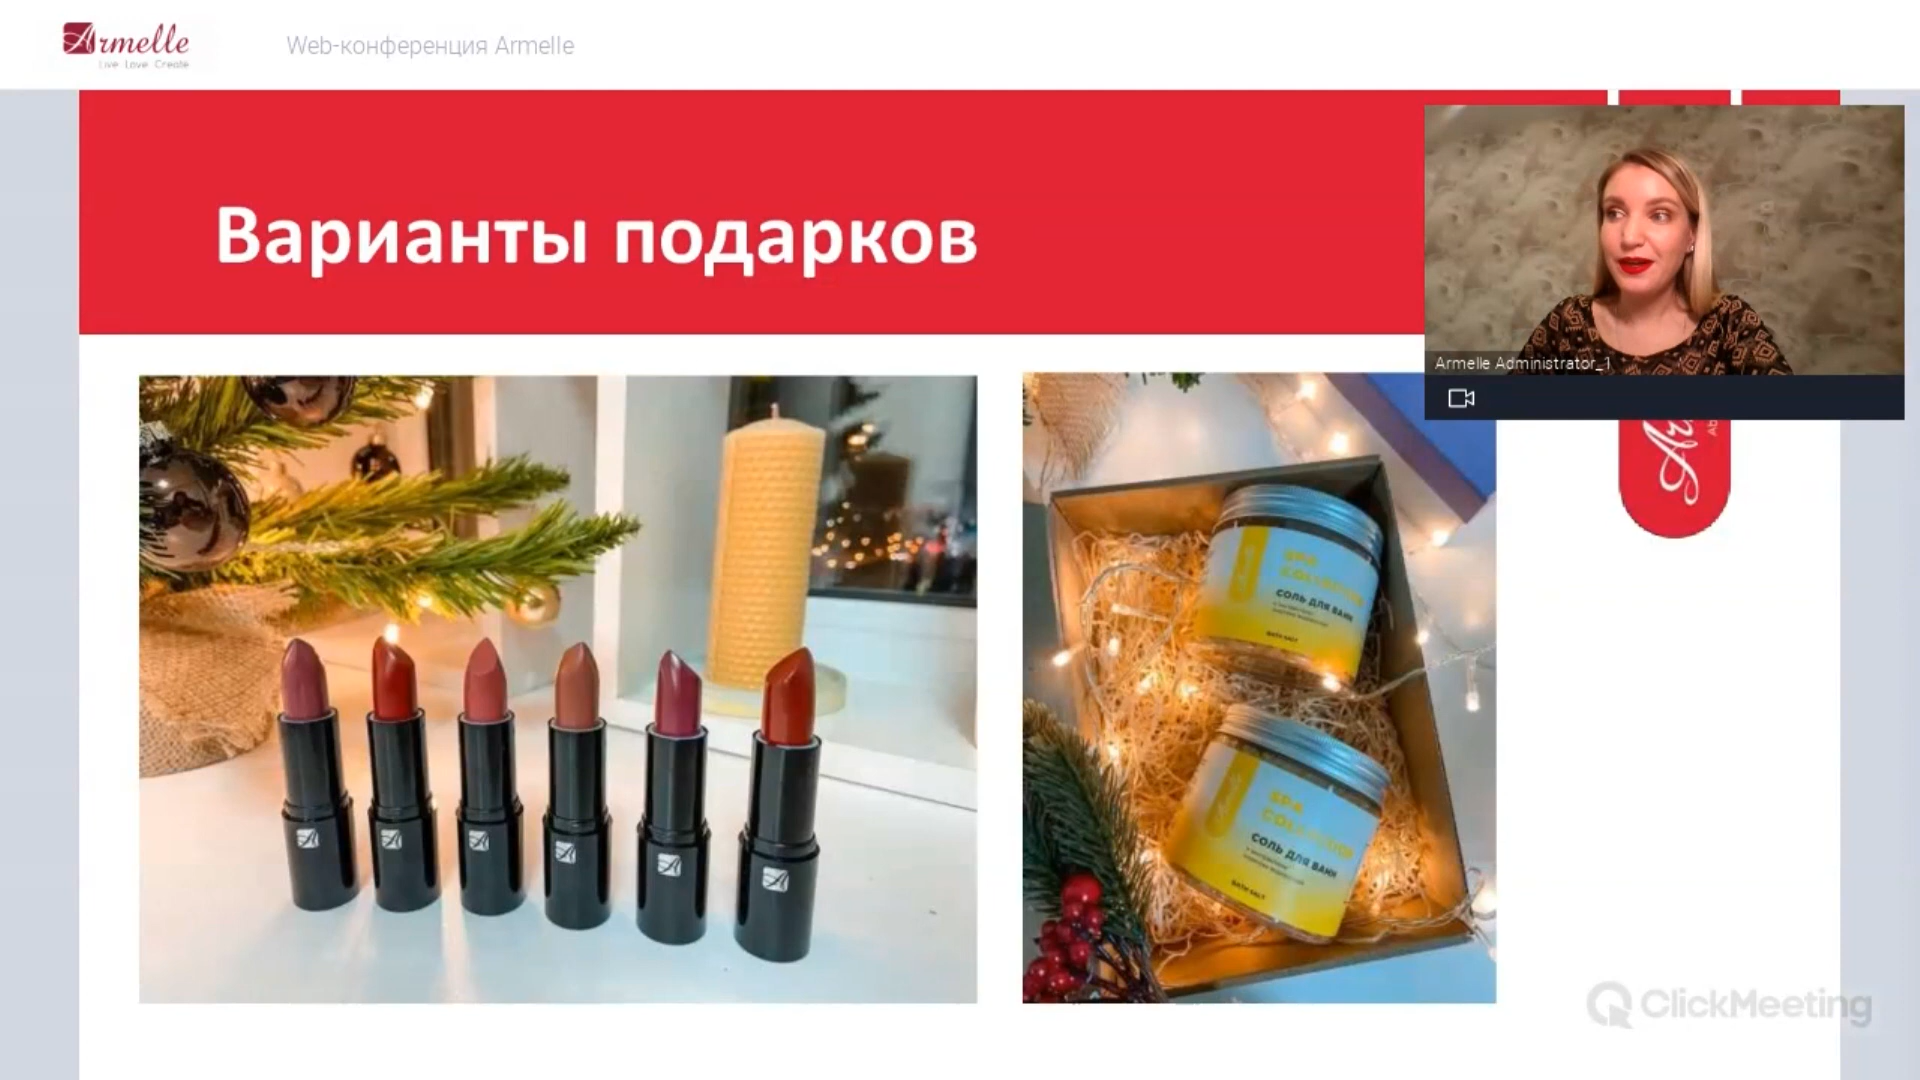 Armelle
Live Love Create
Web-конференция Armelle
Варианты подарков
Armelle Administrator_1
SPA
COLLECTION
СОЛЬ ДЛЯ ВАНН
BATH SALT
SPA
COLLECTION
СОЛЬ ДЛЯ ВАНН
BATH SALT
ClickMeeting